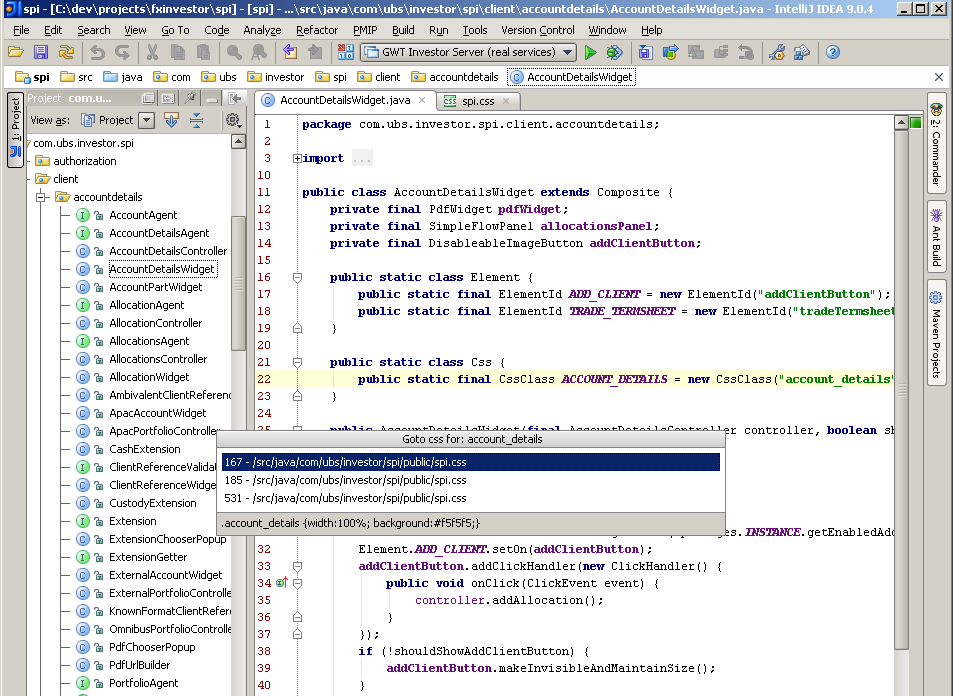 spi - [C:\dev\projects\fxinvestor\spi] - [spi] - ...\src\java\com\ubs\investor\spi\client\accountdetails\AccountDetailsWidget.java - IntelliJ IDEA 9.0.4
File Edit Search View Go To Code Analyze Refactor PMIP Build Run Tools Version Control Window Help
GWT Investor Server (real services)
spi src java com ubs investor spi client accountdetails AccountDetailsWidget
1: Project
Project com.u...
View as: Project
com.ubs.investor.spi
authorization
client
accountdetails
AccountAgent
AccountDetailsAgent
AccountDetailsController
AccountDetailsWidget
AccountPartWidget
AllocationAgent
AllocationController
AllocationsAgent
AllocationsController
AllocationWidget
AmbivalentClientReferenc
ApacAccountWidget
ApacPortfolioController
CashExtension
ClientReferenceValidat
ClientReferenceWidge
CustodyExtension
Extension
ExtensionChooserPopup
ExtensionGetter
ExternalAccountWidget
ExternalPortfolioControlle
KnownFormatClientRefere
OmnibusPortfolioControlle
PdfChooserPopup
PdfUrlBuilder
PortfolioAgent
AccountDetailsWidget.java spi.css
1 package com.ubs.investor.spi.client.accountdetails;
2
3 import ...
10
11 public class AccountDetailsWidget extends Composite {
12 private final PdfWidget pdfWidget;
13 private final SimpleFlowPanel allocationsPanel;
14 private final DisableableImageButton addClientButton;
15
16 public static class Element {
17 public static final ElementId ADD_CLIENT = new ElementId("addClientButton");
18 public static final ElementId TRADE_TERMSHEET = new ElementId("tradeTermsheet
19 }
20
21 public static class Css {
22 public static final CssClass ACCOUNT_DETAILS = new CssClass("account_details"
23 }
24
25 public AccountDetailsWidget(final AccountDetailsController controller, boolean sh
Goto css for: account_details
167 - /src/java/com/ubs/investor/spi/public/spi.css
185 - /src/java/com/ubs/investor/spi/public/spi.css
531 - /src/java/com/ubs/investor/spi/public/spi.css
.account_details {width:100%; background:#f5f5f5;}
INSTANCE.getEnabledAdd
32 Element.ADD_CLIENT.setOn(addClientButton);
33 addClientButton.addClickHandler(new ClickHandler() {
34 public void onClick(ClickEvent event) {
35 controller.addAllocation();
36 }
37 });
38 if (!shouldShowAddClientButton) {
39 addClientButton.makeInvisibleAndMaintainSize();
40 }
2: Commander
Ant Build
Maven Projects